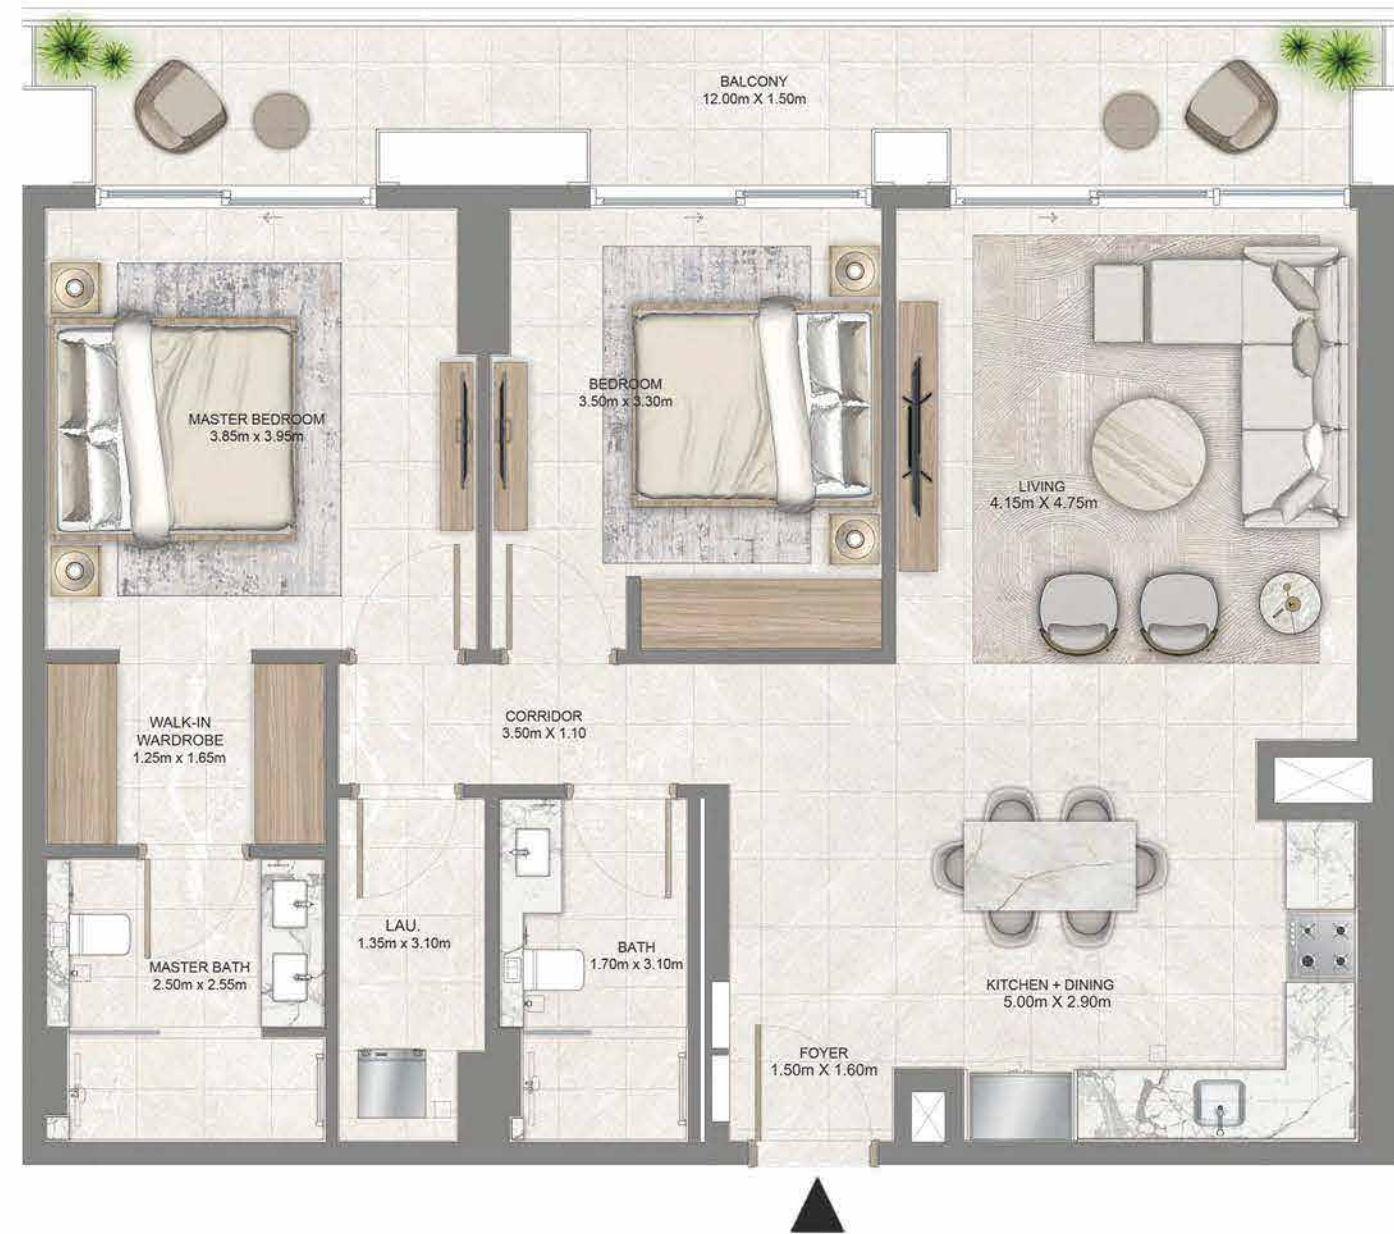 BALCONY
12.00m X 1.50m
MASTER BEDROOM
3.85m x 3.95m
BEDROOM
3.50m x 3.30m
LIVING
4.15m X 4.75m
WALK-IN
WARDROBE
1.25m x 1.65m
CORRIDOR
3.50m X 1.10
LAU.
1.35m x 3.10m
BATH
1.70m x 3.10m
MASTER BATH
2.50m x 2.55m
KITCHEN + DINING
5.00m X 2.90m
FOYER
1.50m X 1.60m